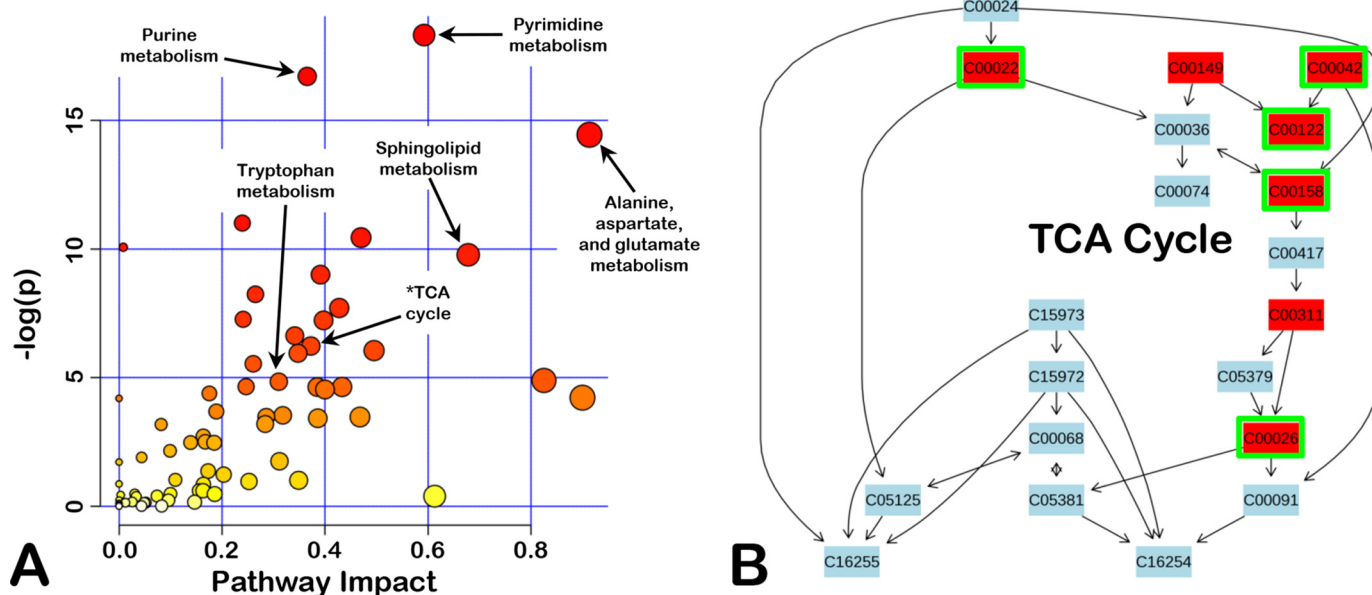 Purine
metabolism
Pyrimidine
metabolism
Sphingolipid
metabolism
Tryptophan
metabolism
Alanine,
aspartate,
and glutamate
metabolism
*TCA
cycle
-log(p)
15
10
5
0
0.0 0.2 0.4 0.6 0.8
Pathway Impact
A
C00024
C00022 C00149 C00042
C00036 C00122
C00074 C00158
TCA Cycle
C00417
C15973 C00311
C15972 C05379
C00068 C00026
C05125 C05381 C00091
C16255 C16254
B